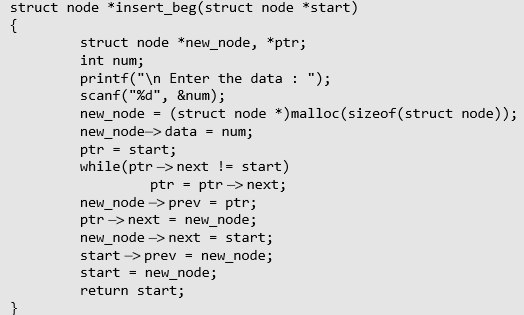 struct node *insert_beg(struct node *start)
{
struct node *new_node, *ptr;
int num;
printf("\n Enter the data : ");
scanf("%d", &num);
new_node = (struct node *)malloc(sizeof(struct node));
new_node—>data = num;
ptr = start;
while(ptr —>next != start)
ptr = ptr —>next;
new_node —>prev = ptr;
ptr —>next = new_node;
new_node —>next = start;
start —>prev = new_node;
start = new_node;
return start;
}